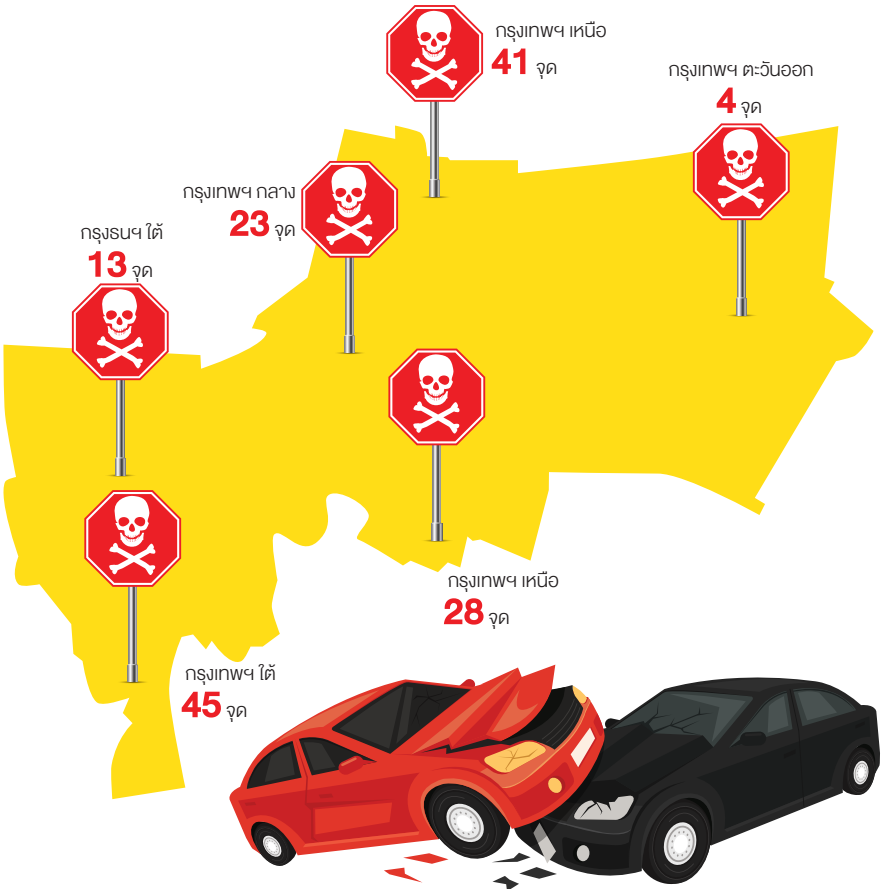 กรุงเทพฯ เหนือ
41 จุด
กรุงเทพฯ ตะวันออก
4 จุด
กรุงเทพฯ กลาง
23 จุด
กรุงธนฯ ใต้
13 จุด
กรุงเทพฯ เหนือ
28 จุด
กรุงเทพฯ ใต้
45 จุด